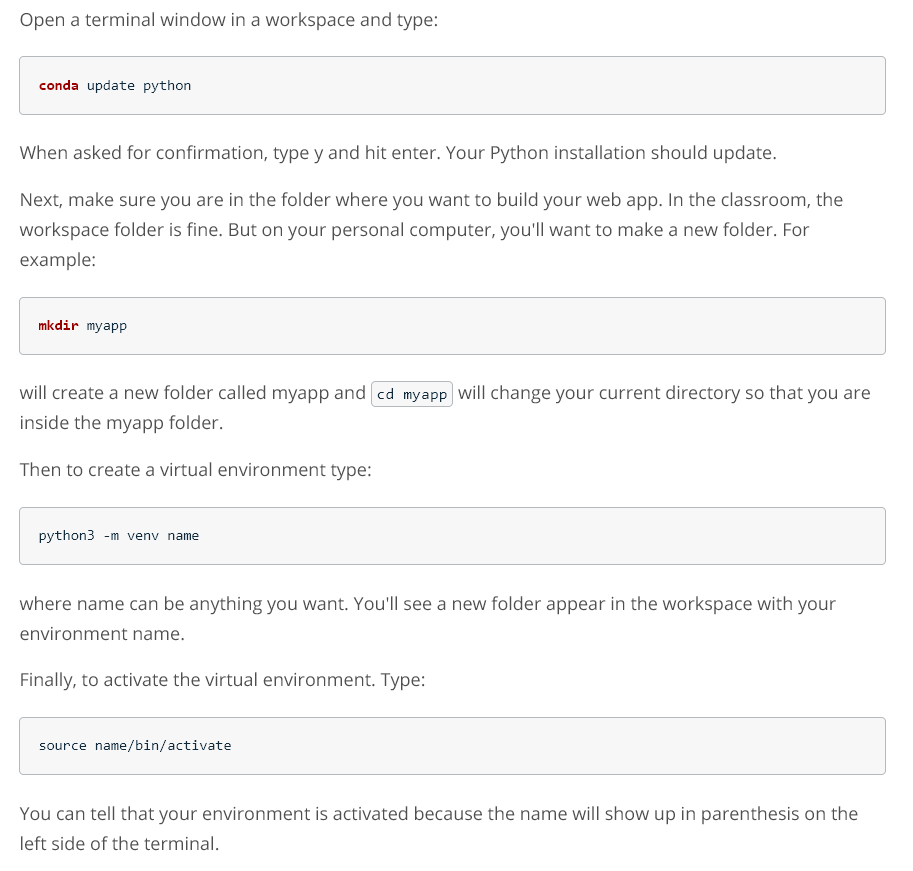 Open a terminal window in a workspace and type:
conda update python
When asked for confirmation, type y and hit enter. Your Python installation should update.
Next, make sure you are in the folder where you want to build your web app. In the classroom, the
workspace folder is fine. But on your personal computer, you'll want to make a new folder. For
example:
mkdir myapp
will create a new folder called myapp and cd myapp will change your current directory so that you are
inside the myapp folder.
Then to create a virtual environment type:
python3 -m venv name
where name can be anything you want. You'll see a new folder appear in the workspace with your
environment name.
Finally, to activate the virtual environment. Type:
source name/bin/activate
You can tell that your environment is activated because the name will show up in parenthesis on the
left side of the terminal.